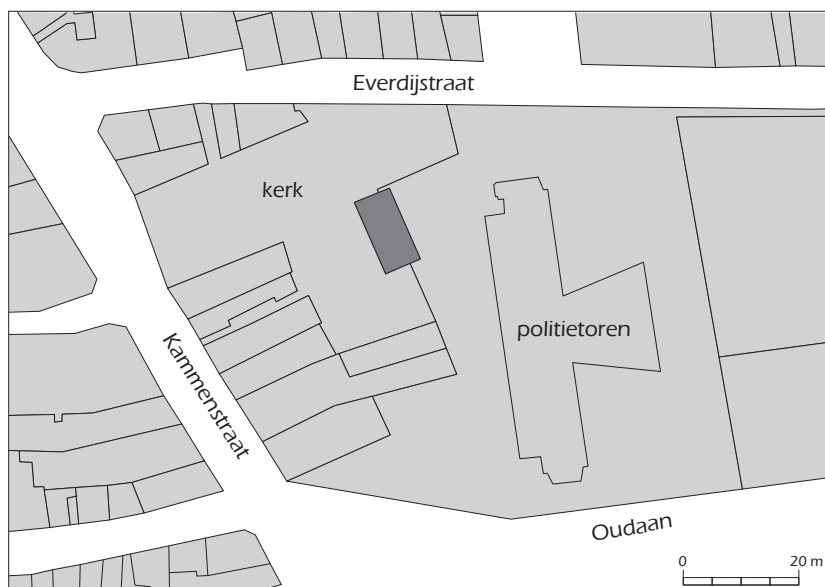 Everdijstraat
kerk
politietoren
Kammenstraat
Oudaan
0 20 m